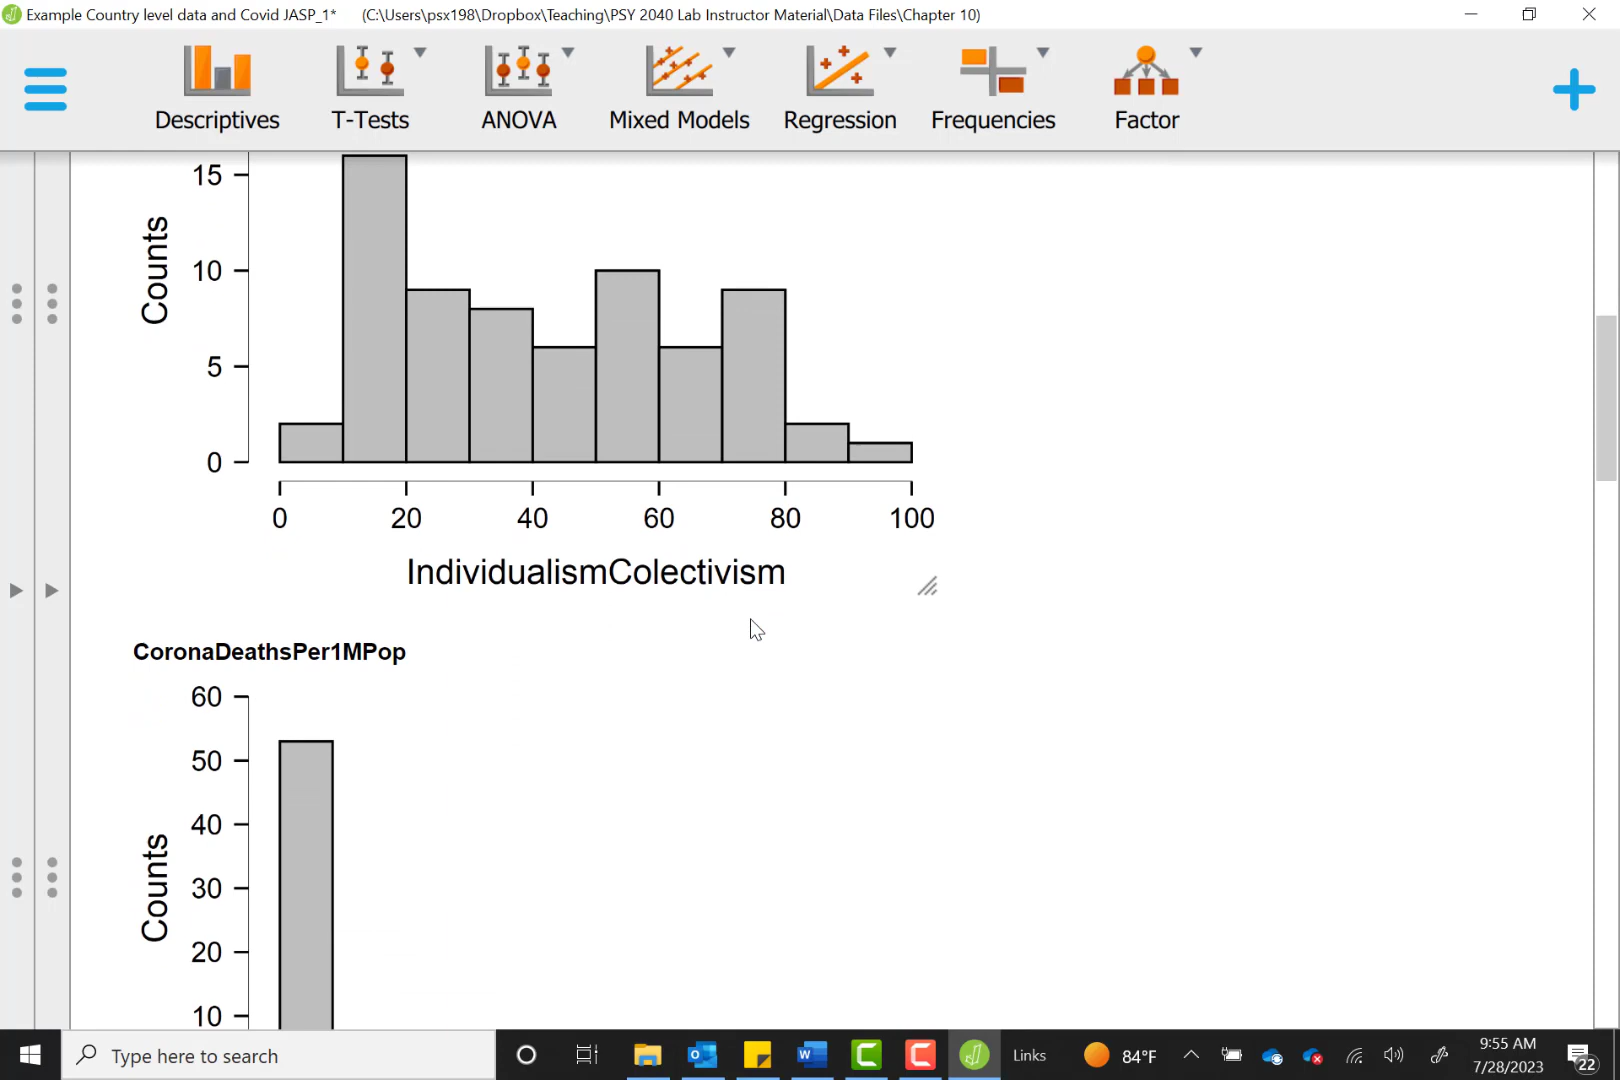 Example Country level data and Covid JASP_1* (C:\Users\psx198\Dropbox\Teaching\PSY 2040 Lab Instructor Material\Data Files\Chapter 10)
Descriptives T-Tests ANOVA Mixed Models Regression Frequencies Factor
15
10
5
0
Counts
0 20 40 60 80 100
IndividualismColectivism
CoronaDeathsPer1MPop
60
50
40
30
20
10
Counts
Type here to search
Links
84°F
9:55 AM
7/28/2023
22